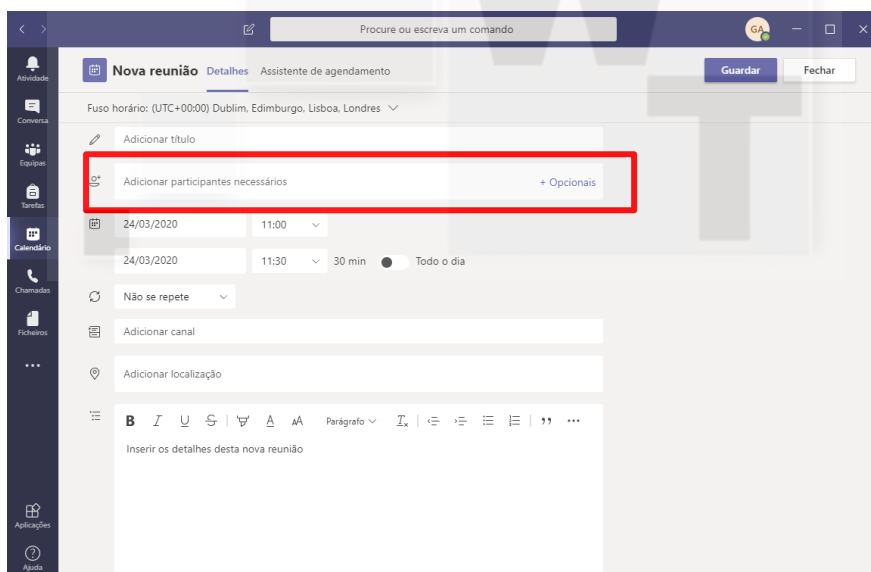 Procure ou escreva um comando
GA
Atividade
Conversa
Equipas
Tarefas
Calendário
Chamadas
Ficheiros
Aplicações
Ajuda
Nova reunião Detalhes Assistente de agendamento Guardar Fechar
Fuso horário: (UTC+00:00) Dublim, Edimburgo, Lisboa, Londres
Adicionar título
Adicionar participantes necessários + Opcionais
24/03/2020 11:00
24/03/2020 11:30 30 min Todo o dia
Não se repete
Adicionar canal
Adicionar localização
B I U S A AA Parágrafo Ix
Inserir os detalhes desta nova reunião
W
T